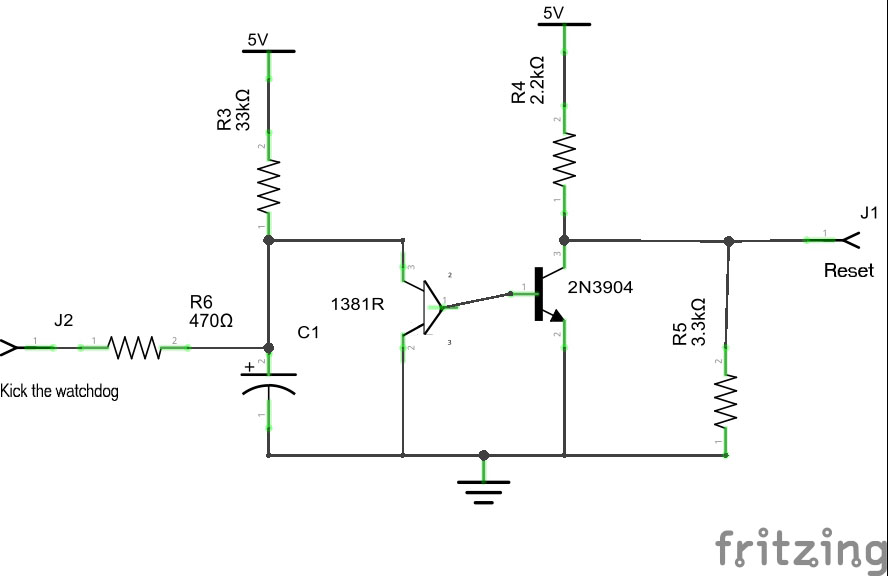 5V
5V
R3
33kΩ
R4
2.2kΩ
2
2
1
1
J1
1
Reset
3
3
2
1
1
2N3904
1381R
R6
470Ω
J2
1
1
2
C1
2
3
2
2
R5
3.3kΩ
2
+
Kick the watchdog
1
1
fritzing